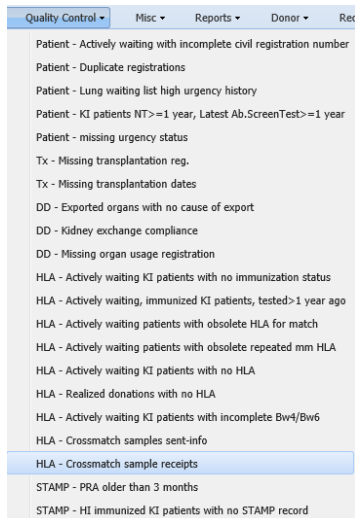 Quality Control Misc Reports Donor Rec
Patient - Actively waiting with incomplete civil registration number
Patient - Duplicate registrations
Patient - Lung waiting list high urgency history
Patient - KI patients NT>=1 year, Latest Ab.ScreenTest>=1 year
Patient - missing urgency status
Tx - Missing transplantation reg.
Tx - Missing transplantation dates
DD - Exported organs with no cause of export
DD - Kidney exchange compliance
DD - Missing organ usage registration
HLA - Actively waiting KI patients with no immunization status
HLA - Actively waiting, immunized KI patients, tested>1 year ago
HLA - Actively waiting patients with obsolete HLA for match
HLA - Actively waiting patients with obsolete repeated mm HLA
HLA - Actively waiting KI patients with no HLA
HLA - Realized donations with no HLA
HLA - Actively waiting KI patients with incomplete Bw4/Bw6
HLA - Crossmatch samples sent-info
HLA - Crossmatch sample receipts
STAMP - PRA older than 3 months
STAMP - HI immunized KI patients with no STAMP record